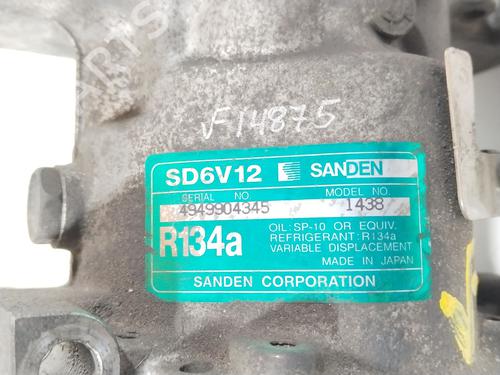 PARTS
VF14875
SD6V12 SANDEN
SERIAL NO MODEL NO.
4949904345 1438
R134a
OIL:SP-10 OR EQUIV.
REFRIGERANT:R134a
VARIABLE DISPLACEMENT
MADE IN JAPAN
SANDEN CORPORATION